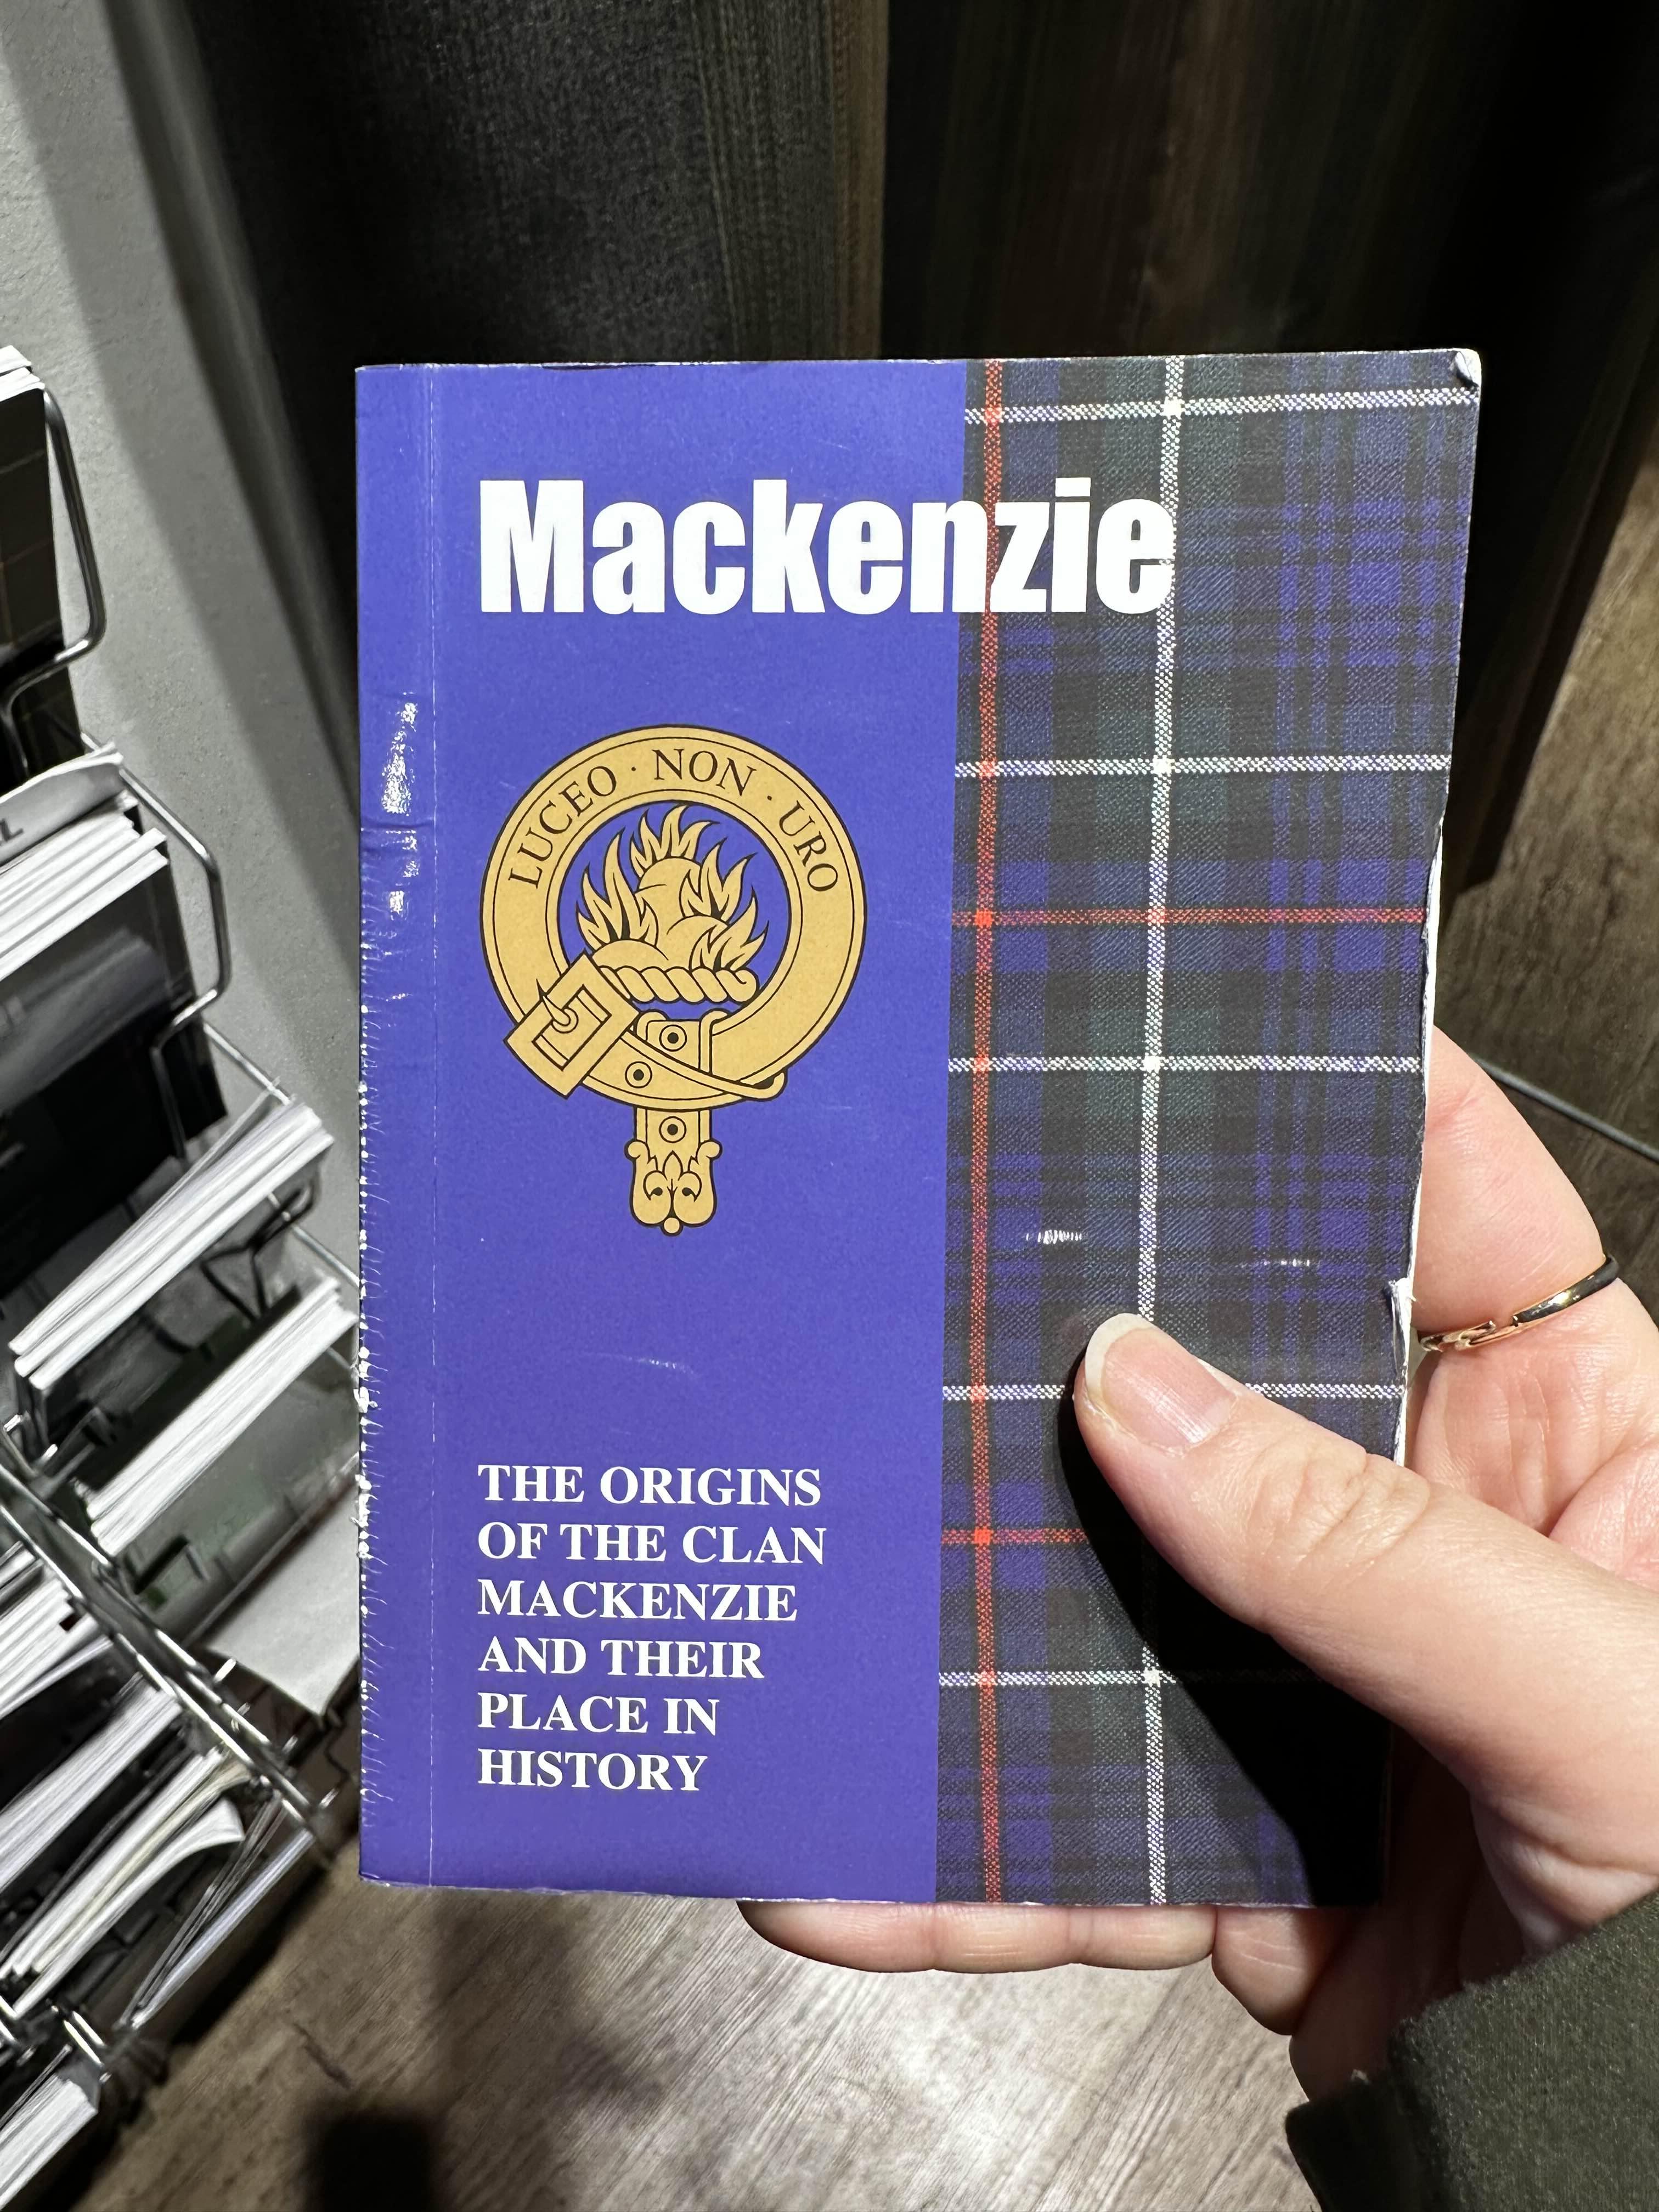 Mackenzie
LUCEO · NON · URO
THE ORIGINS
OF THE CLAN
MACKENZIE
AND THEIR
PLACE IN
HISTORY